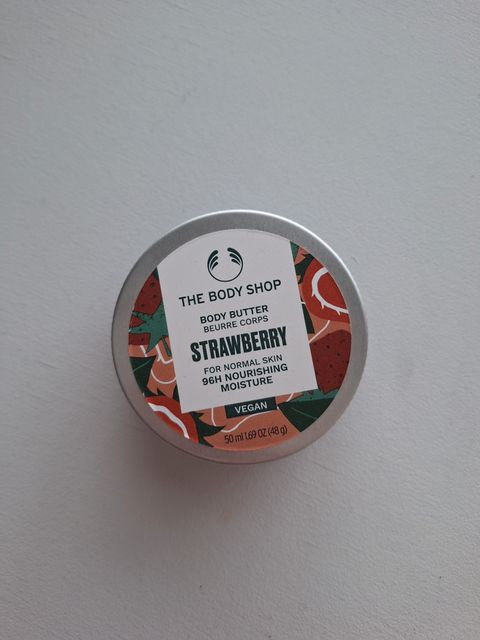 THE BODY SHOP
BODY BUTTER
BEURRE CORPS
STRAWBERRY
FOR NORMAL SKIN
96H NOURISHING
MOISTURE
VEGAN
50 ml 1.69 OZ (48 g)